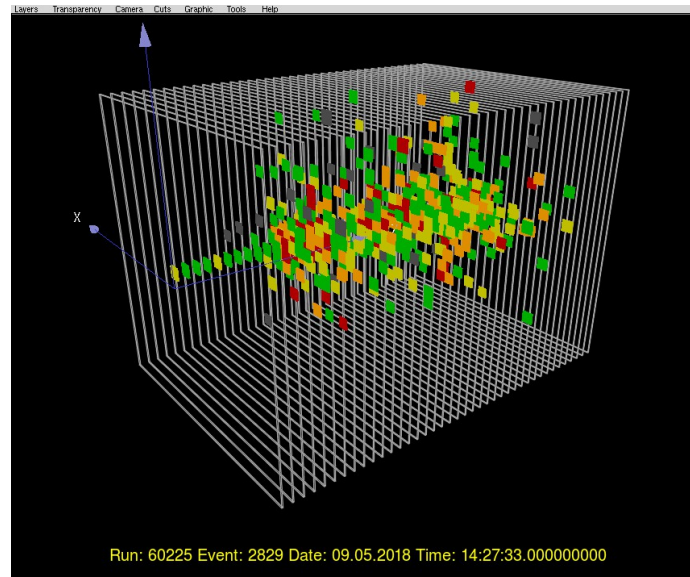 Layers Transparency Camera Cuts Graphic Tools Help
X
Run: 60225 Event: 2829 Date: 09.05.2018 Time: 14:27:33.000000000